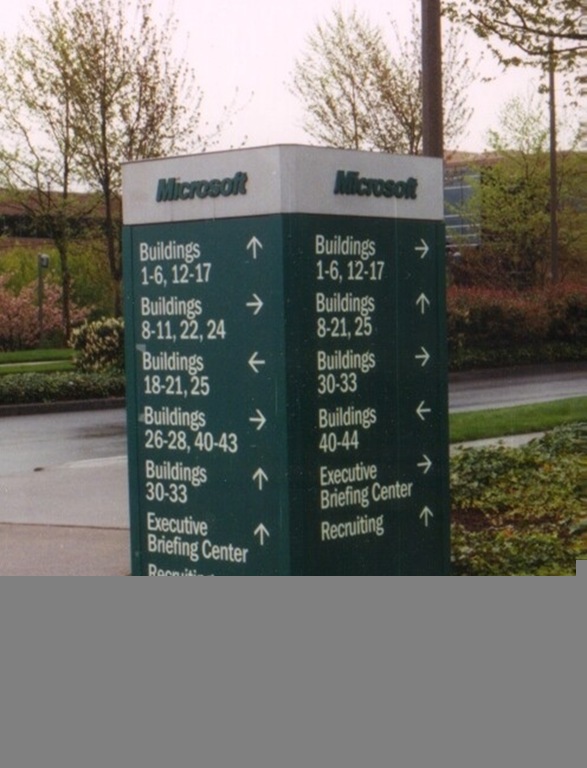 Microsoft
Buildings
1-6, 12-17
Buildings
8-11, 22, 24
Buildings
18-21, 25
Buildings
26-28, 40-43
Buildings
30-33
Executive
Briefing Center
Microsoft
Buildings
1-6, 12-17
Buildings
8-21, 25
Buildings
30-33
Buildings
40-44
Executive
Briefing Center
Recruiting